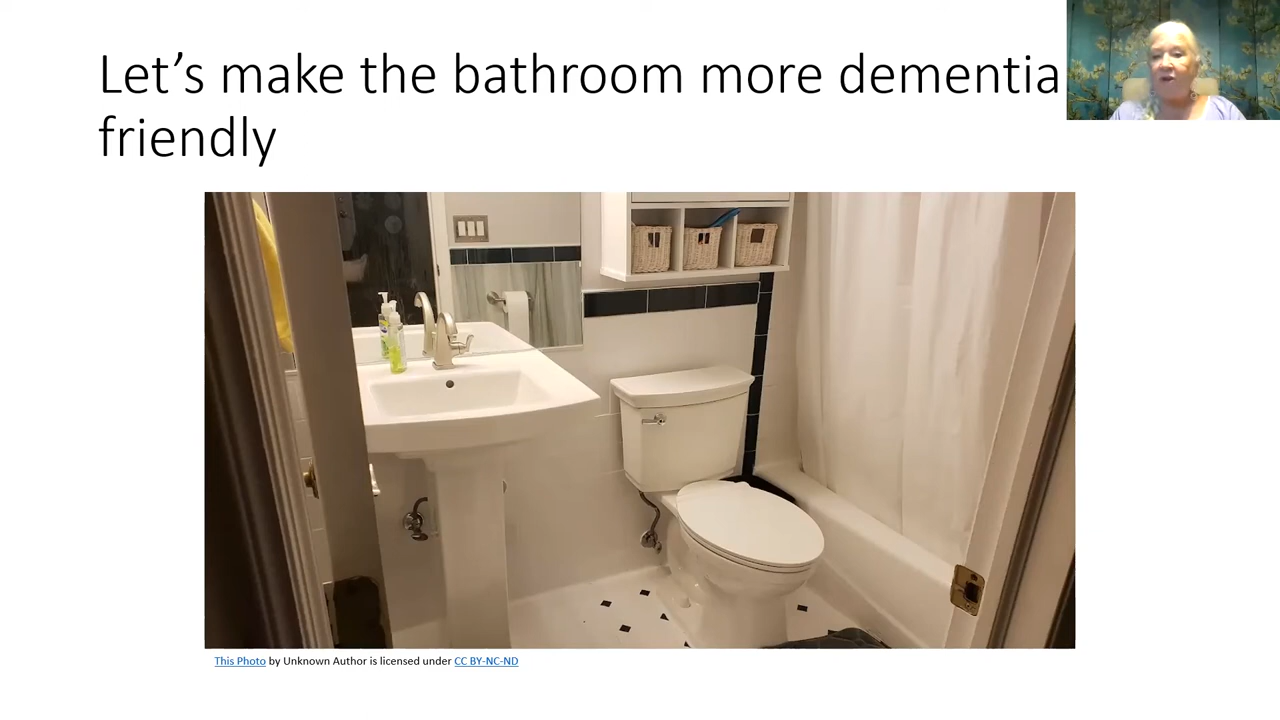 Let’s make the bathroom more dementia
friendly
This Photo by Unknown Author is licensed under CC BY-NC-ND